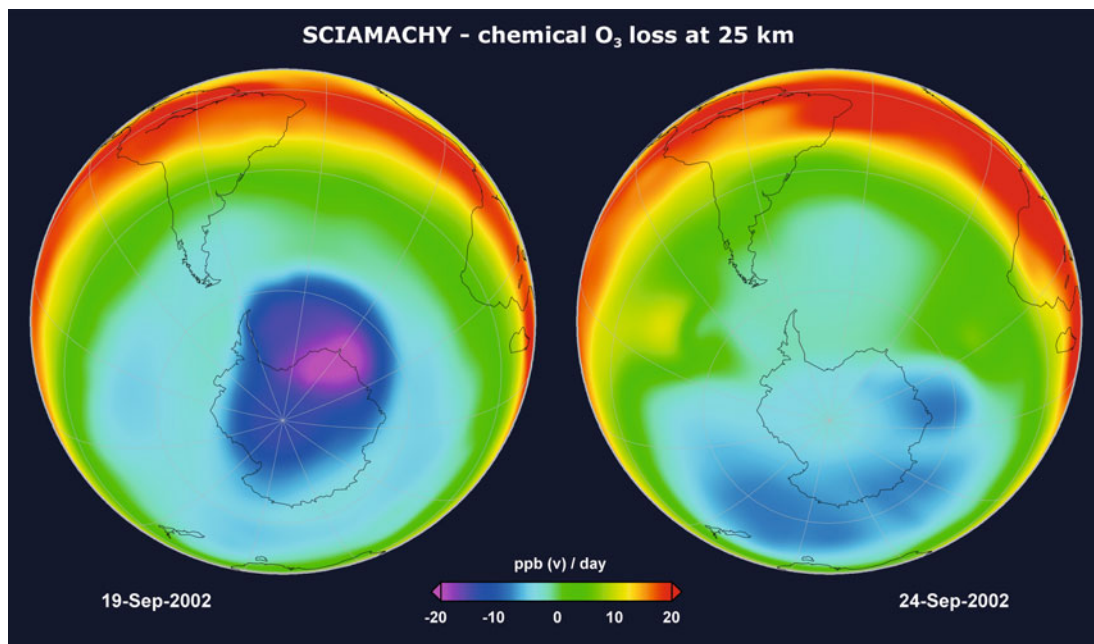 SCIAMACHY - chemical O₃ loss at 25 km
ppb (v) / day
19-Sep-2002
-20 -10 0 10 20
24-Sep-2002